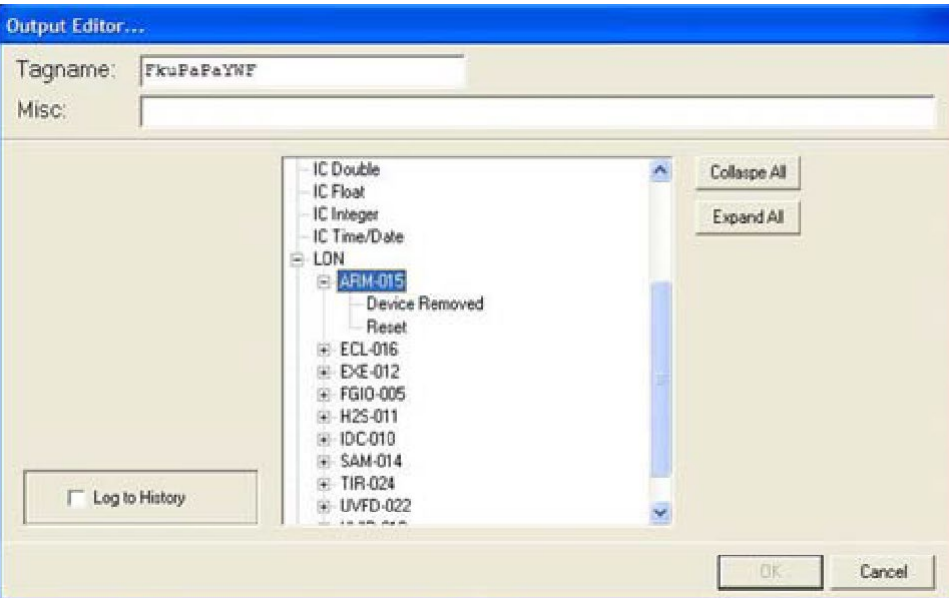 Output Editor...
Tagname: FkuPaPaYWF
Misc:
IC Double
IC Float
IC Integer
IC Time/Date
LON
ARM-015
Device Removed
Reset
ECL-016
EXE-012
FGIO-005
H2S-011
IDC-010
SAM-014
TIR-024
UVFD-022
Collaspe All
Expand All
Log to History
OK
Cancel